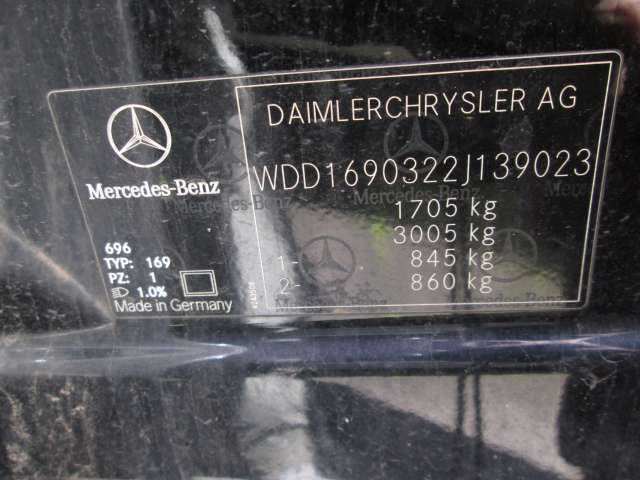 Mercedes-Benz
696
TYP: 169
PZ: 1
1.0%
Made in Germany
DAIMLERCHRYSLER AG
WDD1690322J139023
1705 kg
3005 kg
1- 845 kg
2- 860 kg